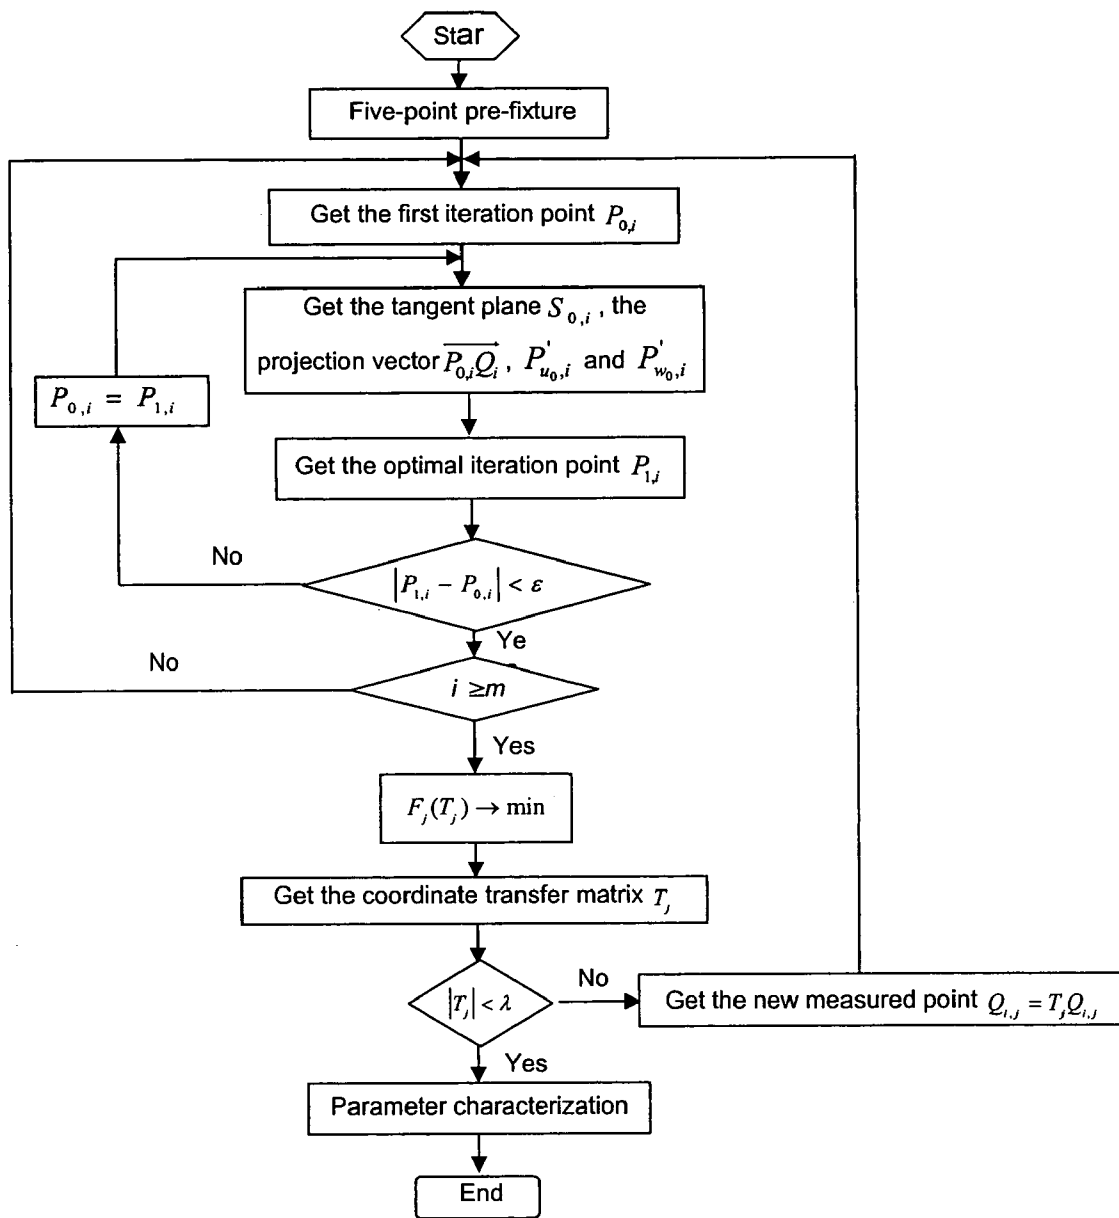 Star
Five-point pre-fixture
Get the first iteration point P₀,ᵢ
Get the tangent plane S₀,ᵢ , the
projection vector P₀,ᵢQᵢ , P'ᵤ₀,ᵢ and P'w₀,ᵢ
P₀,ᵢ = P₁,ᵢ
Get the optimal iteration point P₁,ᵢ
No
|P₁,ᵢ − P₀,ᵢ| < ε
Ye
No
i ≥m
Yes
Fⱼ(Tⱼ) → min
Get the coordinate transfer matrix Tⱼ
|Tⱼ| < λ
No
Get the new measured point Qᵢ,ⱼ = TⱼQᵢ,ⱼ
Yes
Parameter characterization
End